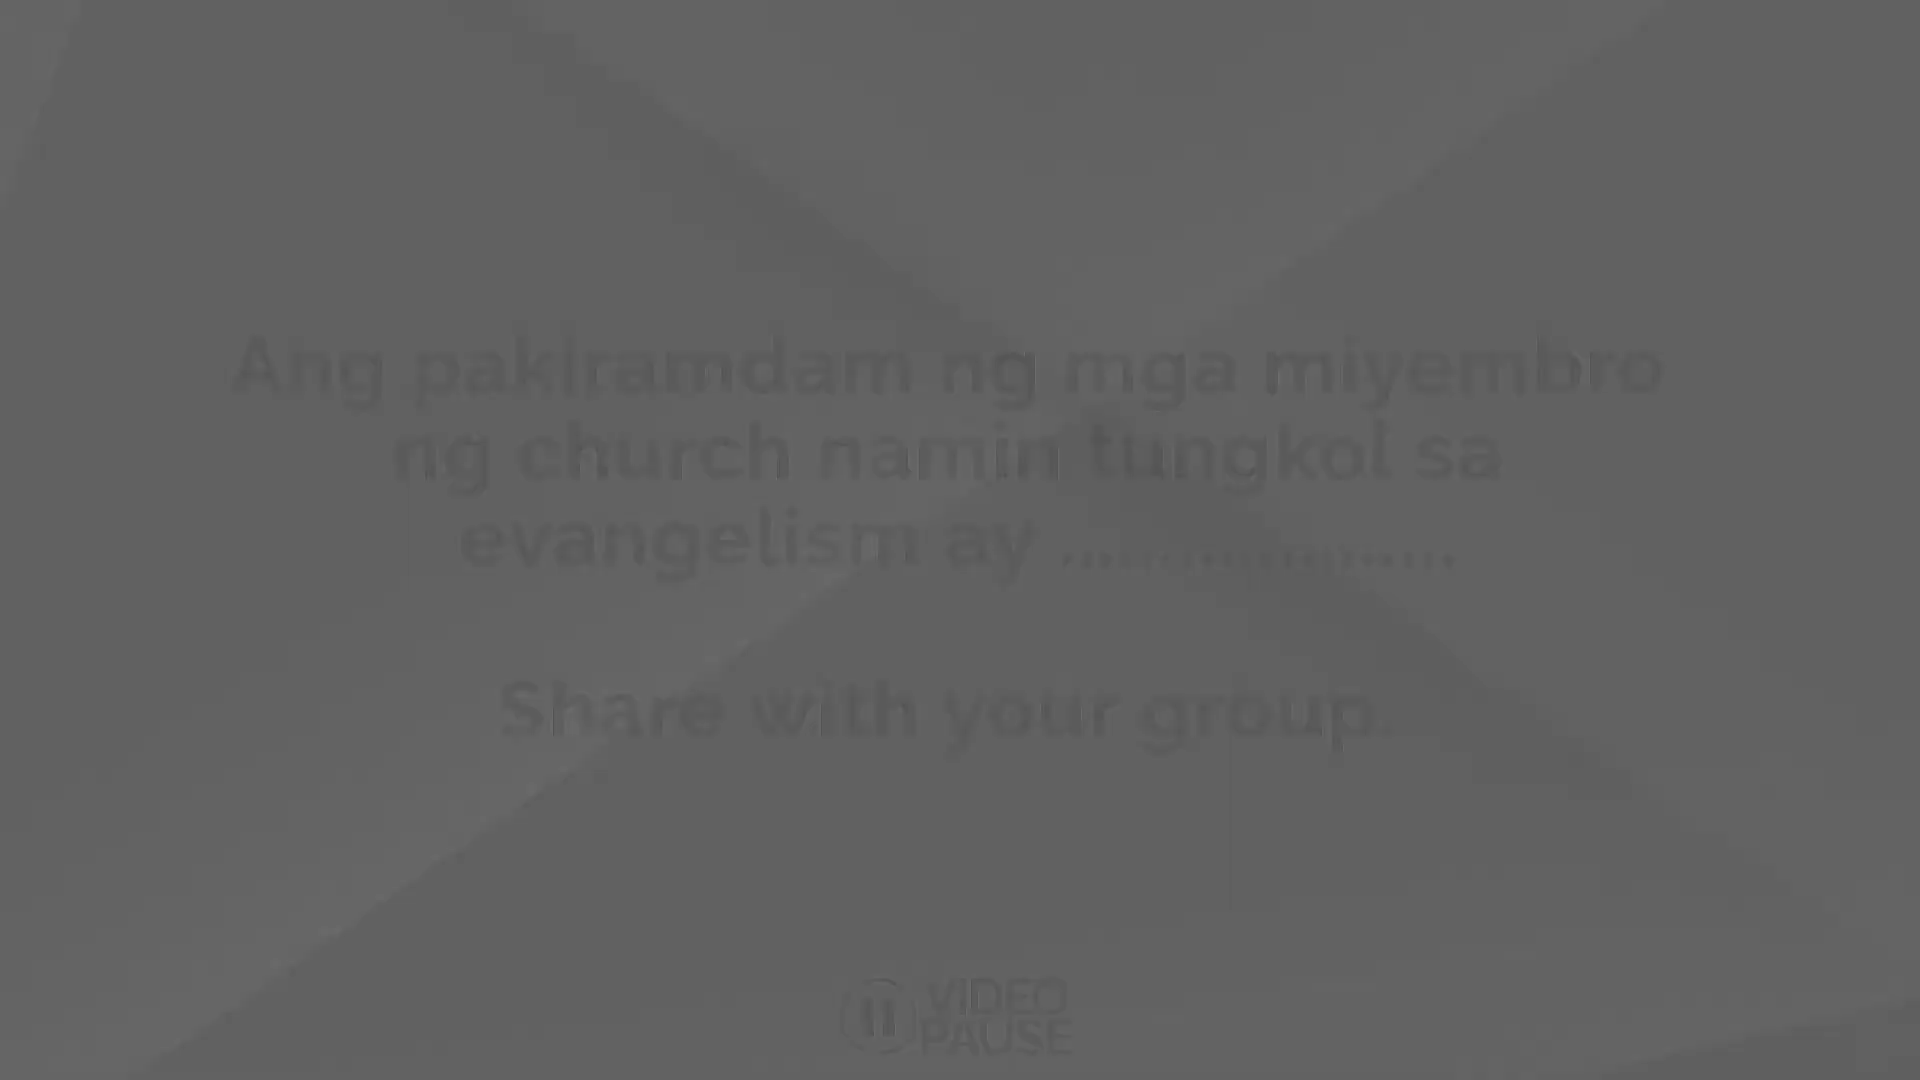 Ang pakiramdam ng mga miyembro
ng church namin tungkol sa
evangelism ay ...........................
Share with your group.
VIDEO
PAUSE